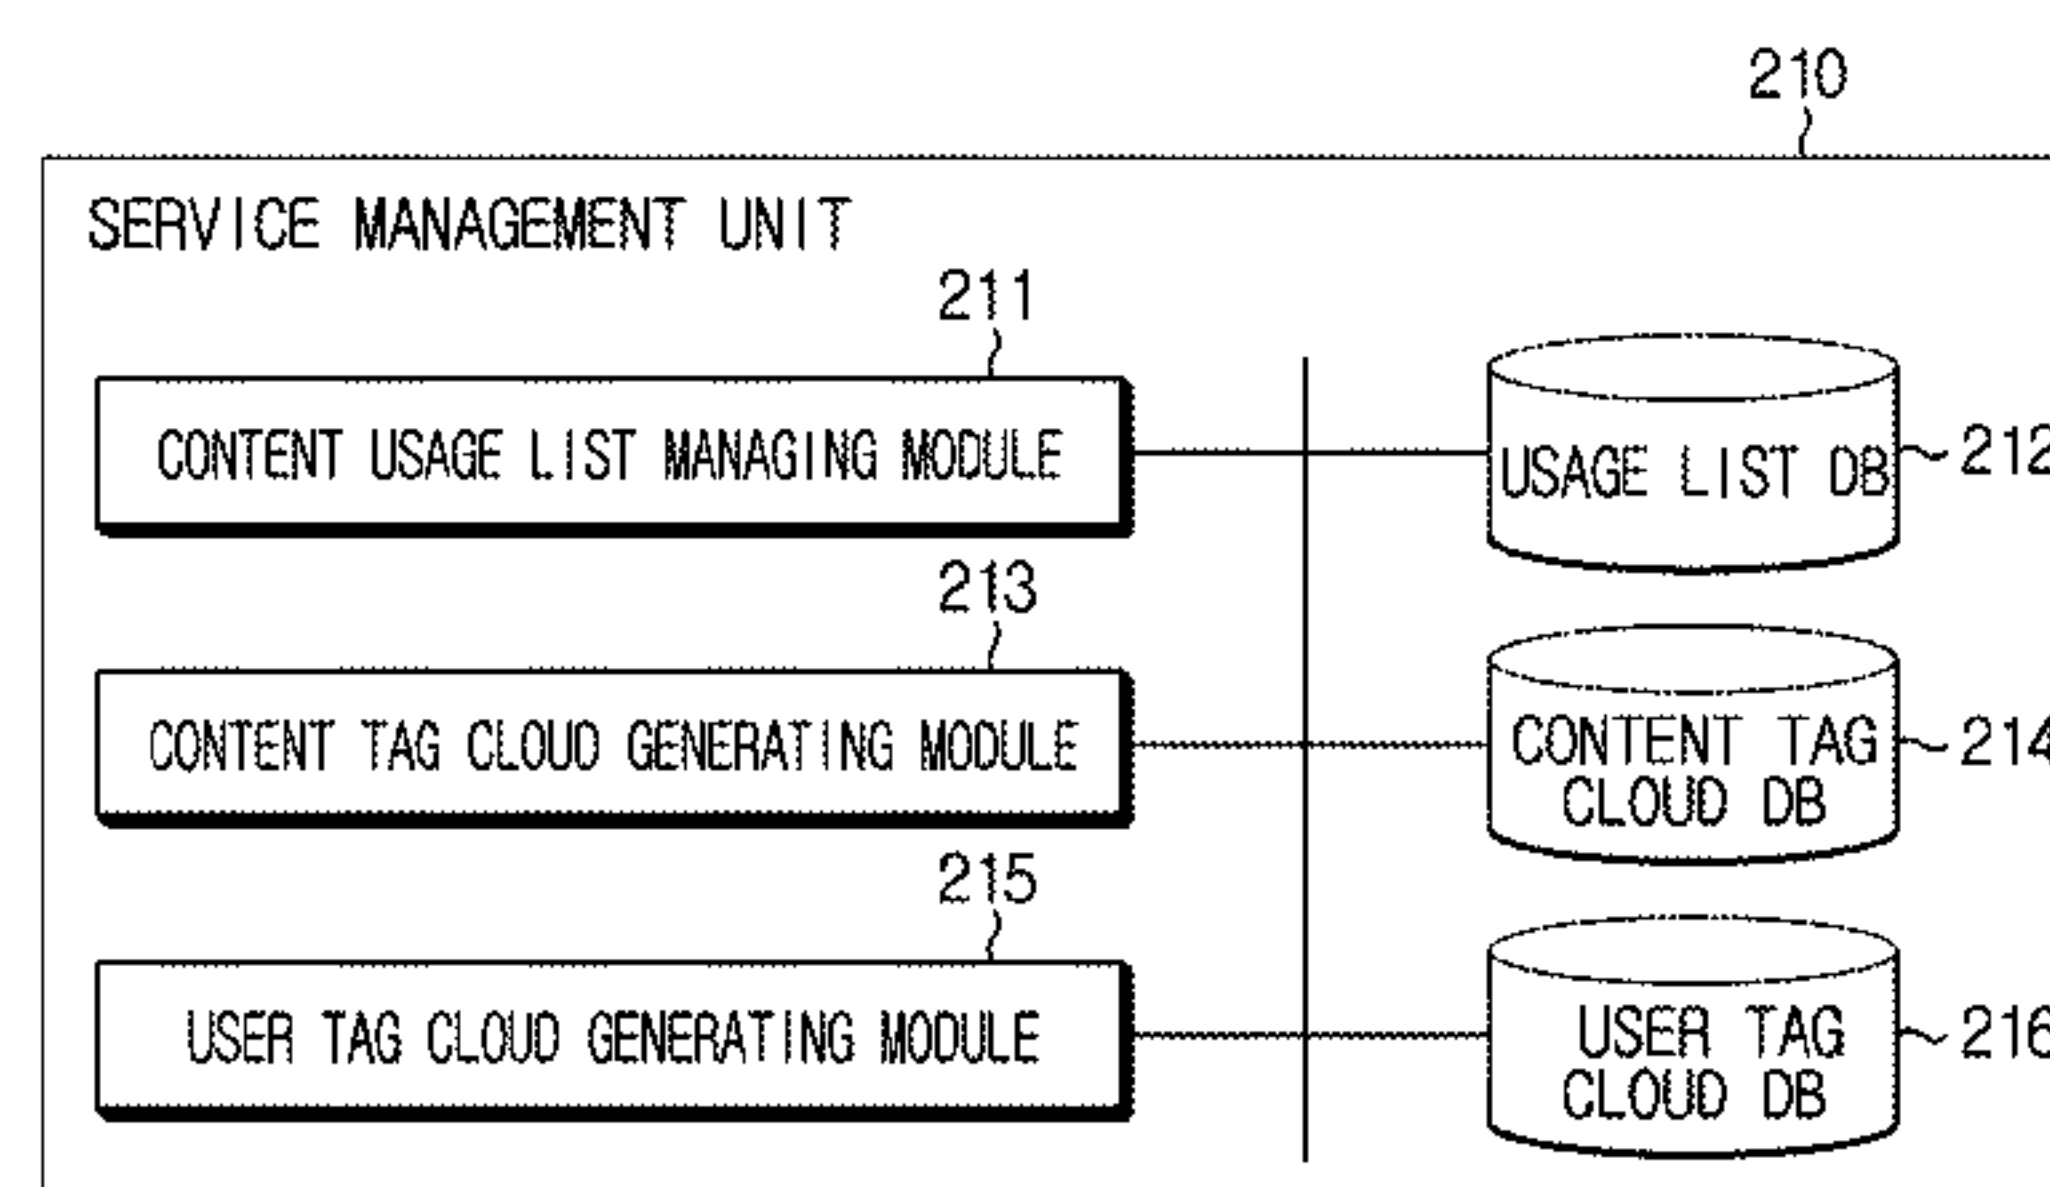 210
SERVICE MANAGEMENT UNIT
211
CONTENT USAGE LIST MANAGING MODULE
USAGE LIST DB
212
213
CONTENT TAG CLOUD GENERATING MODULE
CONTENT TAG
CLOUD DB
214
215
USER TAG CLOUD GENERATING MODULE
USER TAG
CLOUD DB
216